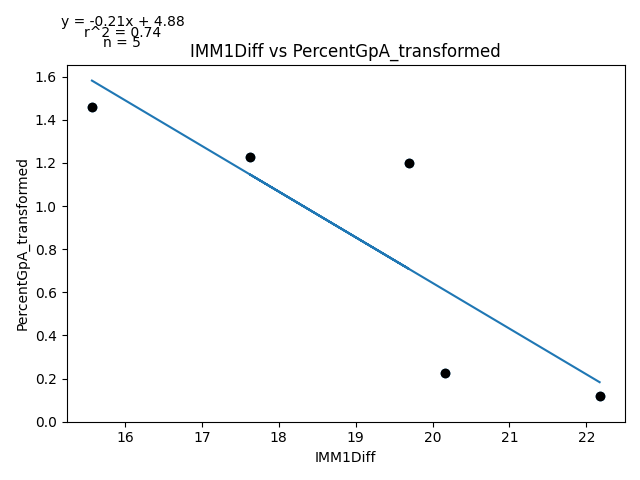 y = -0.21x + 4.88
r^2 = 0.74
n = 5
IMM1Diff vs PercentGpA_transformed
PercentGpA_transformed
1.6
1.4
1.2
1.0
0.8
0.6
0.4
0.2
0.0
16 17 18 19 20 21 22
IMM1Diff